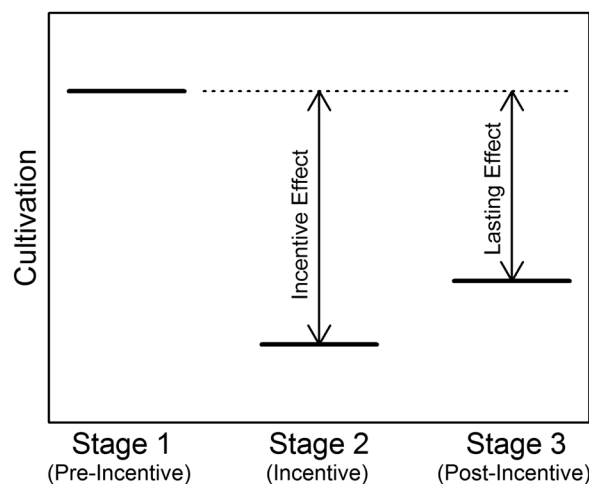 Cultivation
Incentive Effect
Lasting Effect
Stage 1
(Pre-Incentive)
Stage 2
(Incentive)
Stage 3
(Post-Incentive)